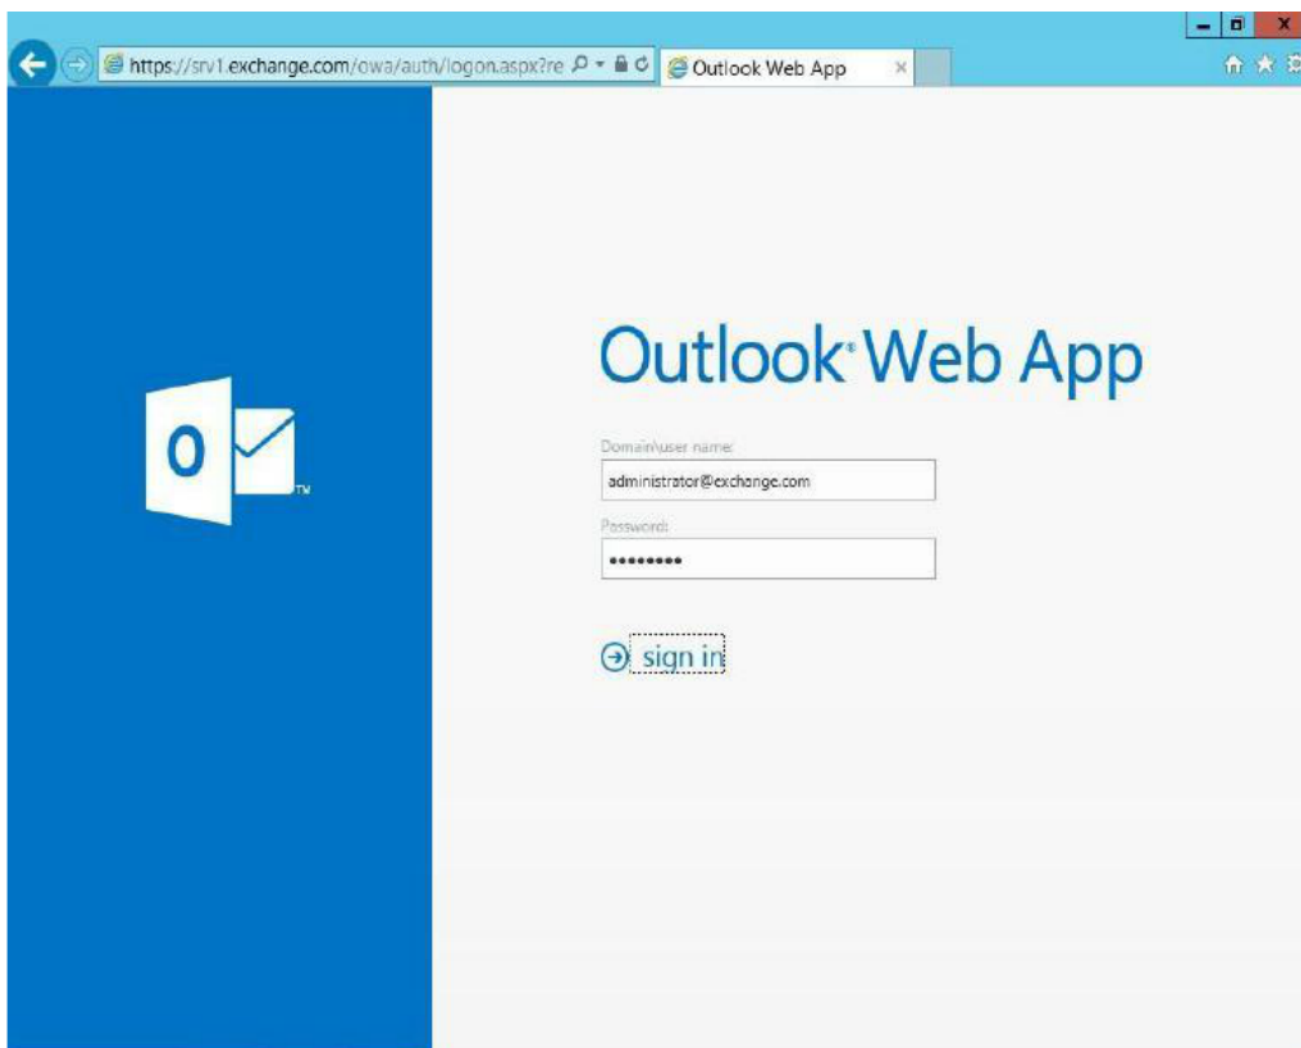 https://srv1.exchange.com/owa/auth/logon.aspx?re
Outlook Web App
Outlook® Web App
O
TM
Domain\user name:
administrator@exchange.com
Password:
••••••••
sign in